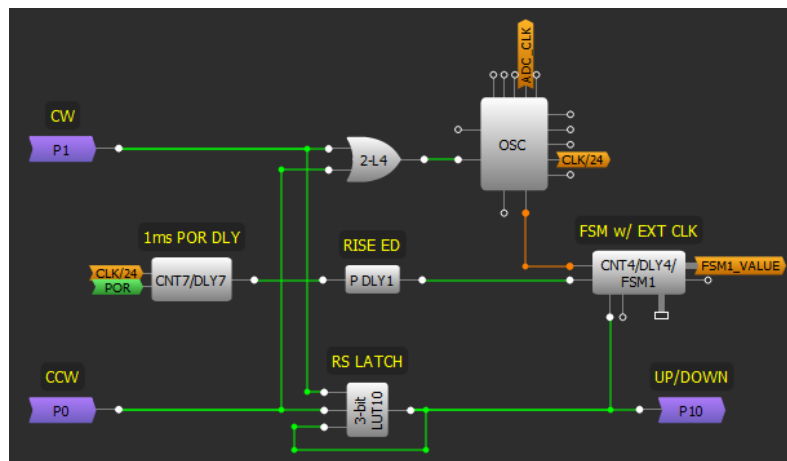 ADC_CLK
CW
P1
2-L4
OSC
CLK/24
1ms POR DLY
RISE ED
FSM w/ EXT CLK
CLK/24
POR
CNT7/DLY7
P DLY1
CNT4/DLY4/
FSM1
FSM1_VALUE
RS LATCH
CCW
UP/DOWN
P0
3-bit
LUT10
P10